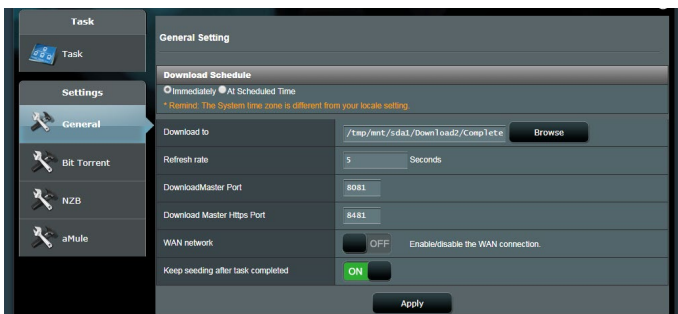 Task
Task
Settings
General
Bit Torrent
NZB
aMule
General Setting
Download Schedule
Immediately At Scheduled Time
* Remind: The System time zone is different from your locale setting.
Download to /tmp/mnt/sda1/Download2/Complete Browse
Refresh rate 5 Seconds
DownloadMaster Port 8081
Download Master Https Port 8481
WAN network OFF Enable/disable the WAN connection.
Keep seeding after task completed ON
Apply